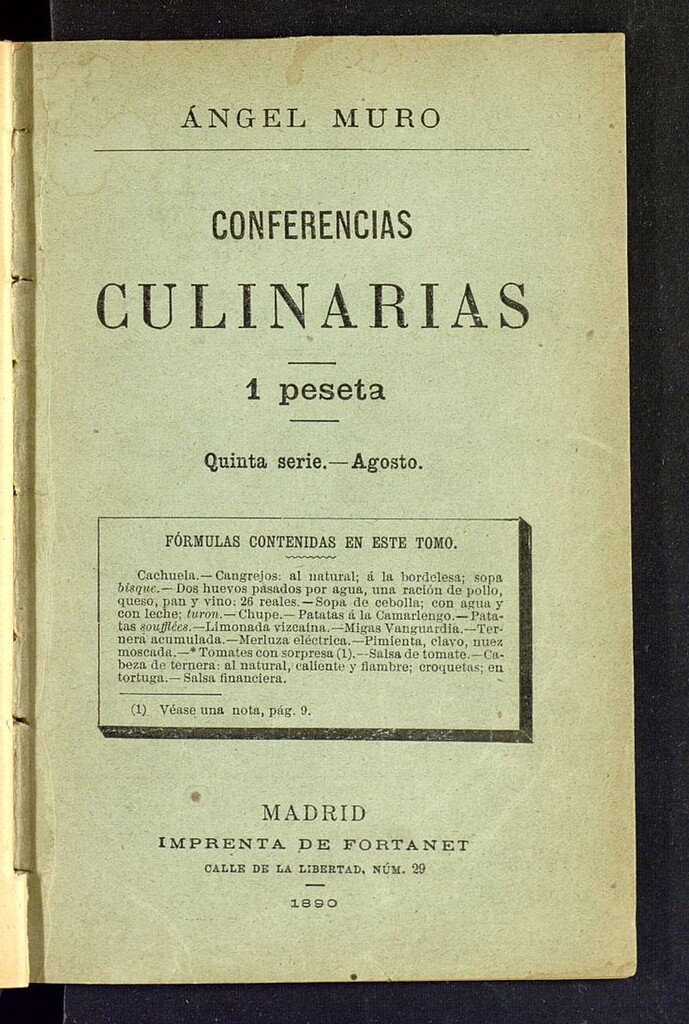 ÁNGEL MURO
CONFERENCIAS
CULINARIAS
1 peseta
Quinta serie.—Agosto.
FÓRMULAS CONTENIDAS EN ESTE TOMO.
Cachuela.—Cangrejos: al natural; á la bordelesa; sopa
bisque.—Dos huevos pasados por agua, una ración de pollo,
queso, pan y vino: 26 reales.—Sopa de cebolla; con agua y
con leche; turon.—Chupe.—Patatas á la Camarlengo.—Pata-
tas soufflées.—Limonada vizcaína.—Migas Vanguardia.—Ter-
nera acumulada.—Merluza eléctrica.—Pimienta, clavo, nuez
moscada.—* Tomates con sorpresa (1).—Salsa de tomate.—Ca-
beza de ternera: al natural, caliente y fiambre; croquetas; en
tortuga.—Salsa financiera.
(1) Véase una nota, pág. 9.
MADRID
IMPRENTA DE FORTANET
CALLE DE LA LIBERTAD, NÚM. 29
1890